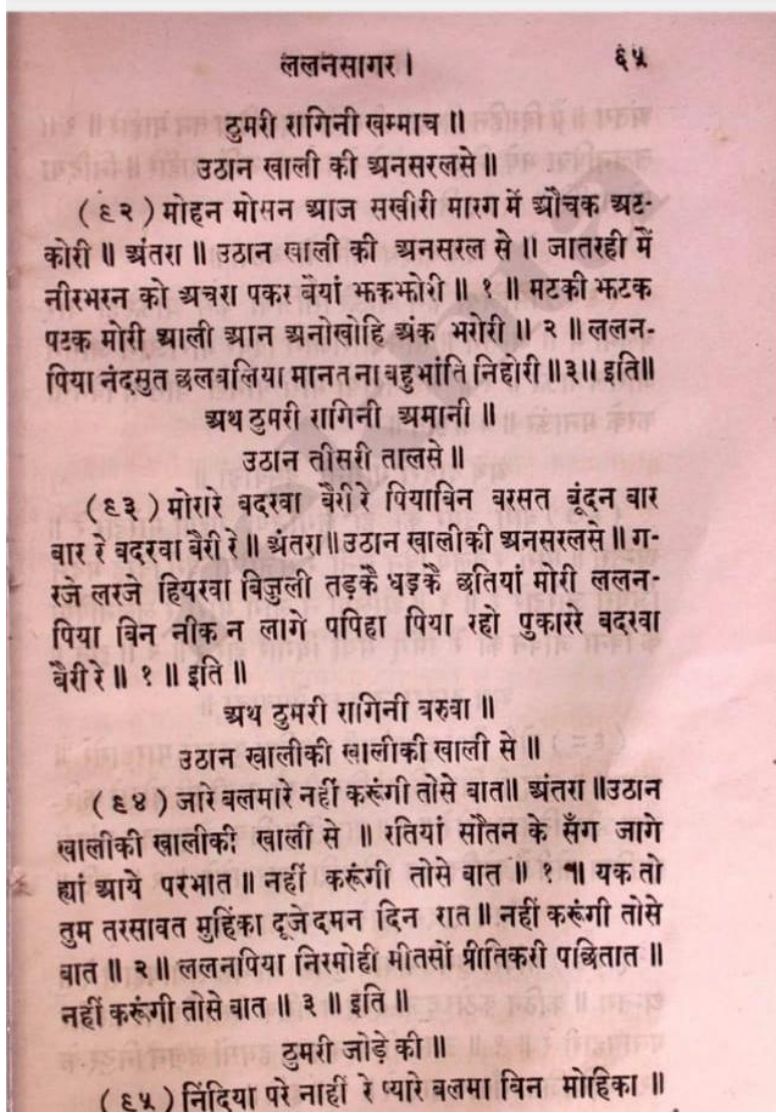 ललनसागर । ६५
ठुमरी रागिनी खम्माच ॥
उठान खाली की अनसरलसे ॥
(६२) मोहन मोसन आज सखीरी मारग में औचक अट-
कोरी ॥ अंतरा ॥ उठान खाली की अनसरल से ॥ जातरही में
नीरभरन को अचरा पकर बैयां झकझोरी ॥ १ ॥ मटकी झटक
पटक मोरी आली आन अनोखोहि अंक भगेरी ॥ २ ॥ ललन-
पिया नंदसुत छलबलिया मानत ना बहुभांति निहोरी ॥३॥ इति॥
अथ ठुमरी रागिनी अमानी ॥
उठान तीसरी तालसे ॥
(६३) मोरारे बदरवा बैरी रे पियाबिन बरसत बूंदन बार
बार रे बदरवा बैरी रे ॥ अंतरा॥ उठान खालीकी अनसरलसे ॥ ग-
रजे लरजे हियरवा बिजुली तड़कै धड़कै छतियां मोरी ललन-
पिया बिन नीक न लागे पपिहा पिया रहो पुकाररे बदरवा
बैरी रे ॥ १ ॥ इति ॥
अथ ठुमरी रागिनी बरुवा ॥
उठान खालीकी खालीकी खाली से ॥
(६४) जारे बलमारे नहीं करूंगी तोसे बात॥ अंतरा ॥उठान
खालीकी खालीकी खाली से ॥ रतियां सौतन के सँग जागे
ह्यां आये परभात ॥ नहीं करूंगी तोसे बात ॥ १ ॥ यक तो
तुम तरसावत मुहिंका दूजे दमन दिन रात ॥ नहीं करूंगी तोसे
बात ॥ २ ॥ ललनपिया निरमोही मीतसों प्रीतिकरी पछितात ॥
नहीं करूंगी तोसे बात ॥ ३ ॥ इति ॥
ठुमरी जोड़े की ॥
(६५) निंदिया परे नाहीं रे प्यारे बलमा बिन मोहिका ॥